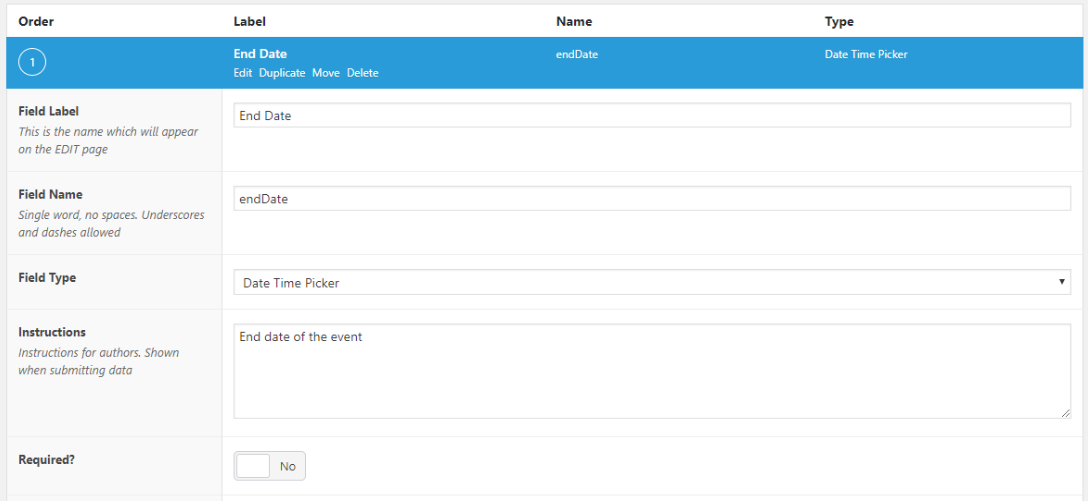 Order Label Name Type
1 End Date endDate Date Time Picker
Edit Duplicate Move Delete
Field Label
This is the name which will appear
on the EDIT page
End Date
Field Name
Single word, no spaces. Underscores
and dashes allowed
endDate
Field Type
Date Time Picker
Instructions
Instructions for authors. Shown
when submitting data
End date of the event
Required?
No